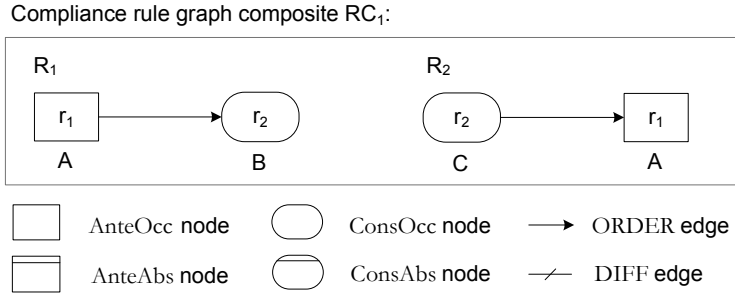 Compliance rule graph composite RC₁:
R₁ R₂
r₁ r₂ r₂ r₁
A B C A
AnteOcc node ConsOcc node ORDER edge
AnteAbs node ConsAbs node DIFF edge